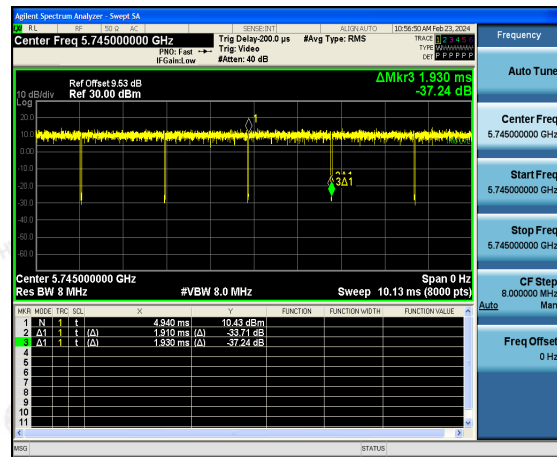 Agilent Spectrum Analyzer - Swept SA
RL RF 50 Ω AC SENSE:INT ALIGN AUTO 10:56:50 AM Feb 23, 2024
Center Freq 5.745000000 GHz
PNO: Fast
IFGain:Low
Trig Delay-200.0 µs
Trig: Video
#Atten: 40 dB
#Avg Type: RMS
TRACE 1 2 3 4 5 6
TYPE WWWWWW
DET P P P P P P
Frequency
Auto Tune
Center Freq
5.745000000 GHz
Start Freq
5.745000000 GHz
Stop Freq
5.745000000 GHz
CF Step
8.000000 MHz
Auto Man
Freq Offset
0 Hz
ΔMkr3 1.930 ms
-37.24 dB
Ref Offset 9.53 dB
10 dB/div Ref 30.00 dBm
Log
20.0
10.0
0.00
-10.0
-20.0
-30.0
-40.0
-50.0
-60.0
1
3Δ1
Center 5.745000000 GHz Span 0 Hz
Res BW 8 MHz #VBW 8.0 MHz Sweep 10.13 ms (8000 pts)
MKR MODE TRC SCL X Y FUNCTION FUNCTION WIDTH FUNCTION VALUE
1 N 1 t 4.940 ms 10.43 dBm
2 Δ1 1 t (Δ) 1.910 ms (Δ) -33.71 dB
3 Δ1 1 t (Δ) 1.930 ms (Δ) -37.24 dB
4
5
6
7
8
9
10
11
MSG STATUS